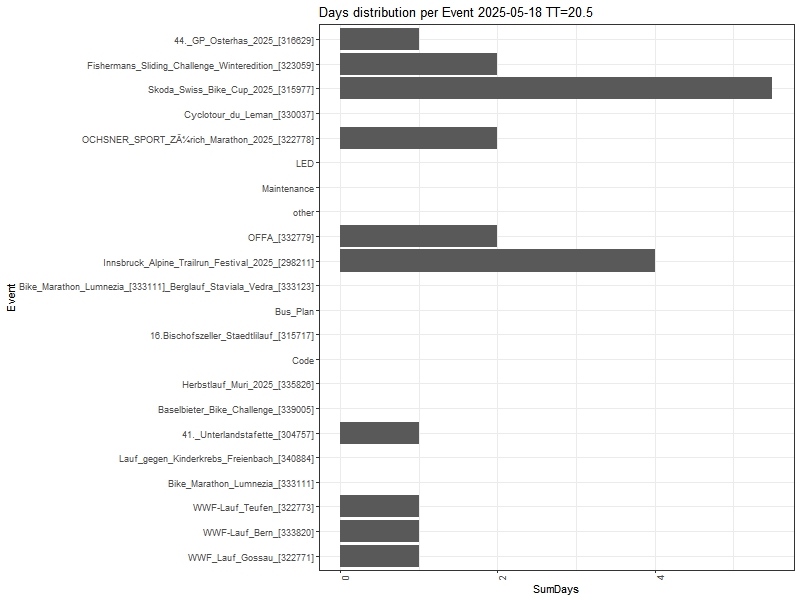 Days distribution per Event 2025-05-18 TT=20.5
44._GP_Osterhas_2025_[316629]
Fishermans_Sliding_Challenge_Winteredition_[323059]
Skoda_Swiss_Bike_Cup_2025_[315977]
Cyclotour_du_Leman_[330037]
OCHSNER_SPORT_ZÃ¼rich_Marathon_2025_[322778]
LED
Maintenance
other
OFFA_[332779]
Innsbruck_Alpine_Trailrun_Festival_2025_[298211]
Bike_Marathon_Lumnezia_[333111]_Berglauf_Staviala_Vedra_[333123]
Bus_Plan
16.Bischofszeller_Staedtlilauf_[315717]
Code
Herbstlauf_Muri_2025_[335826]
Baselbieter_Bike_Challenge_[339005]
41._Unterlandstafette_[304757]
Lauf_gegen_Kinderkrebs_Freienbach_[340884]
Bike_Marathon_Lumnezia_[333111]
WWF-Lauf_Teufen_[322773]
WWF-Lauf_Bern_[333820]
WWF_Lauf_Gossau_[322771]
Event
0 2 4
SumDays